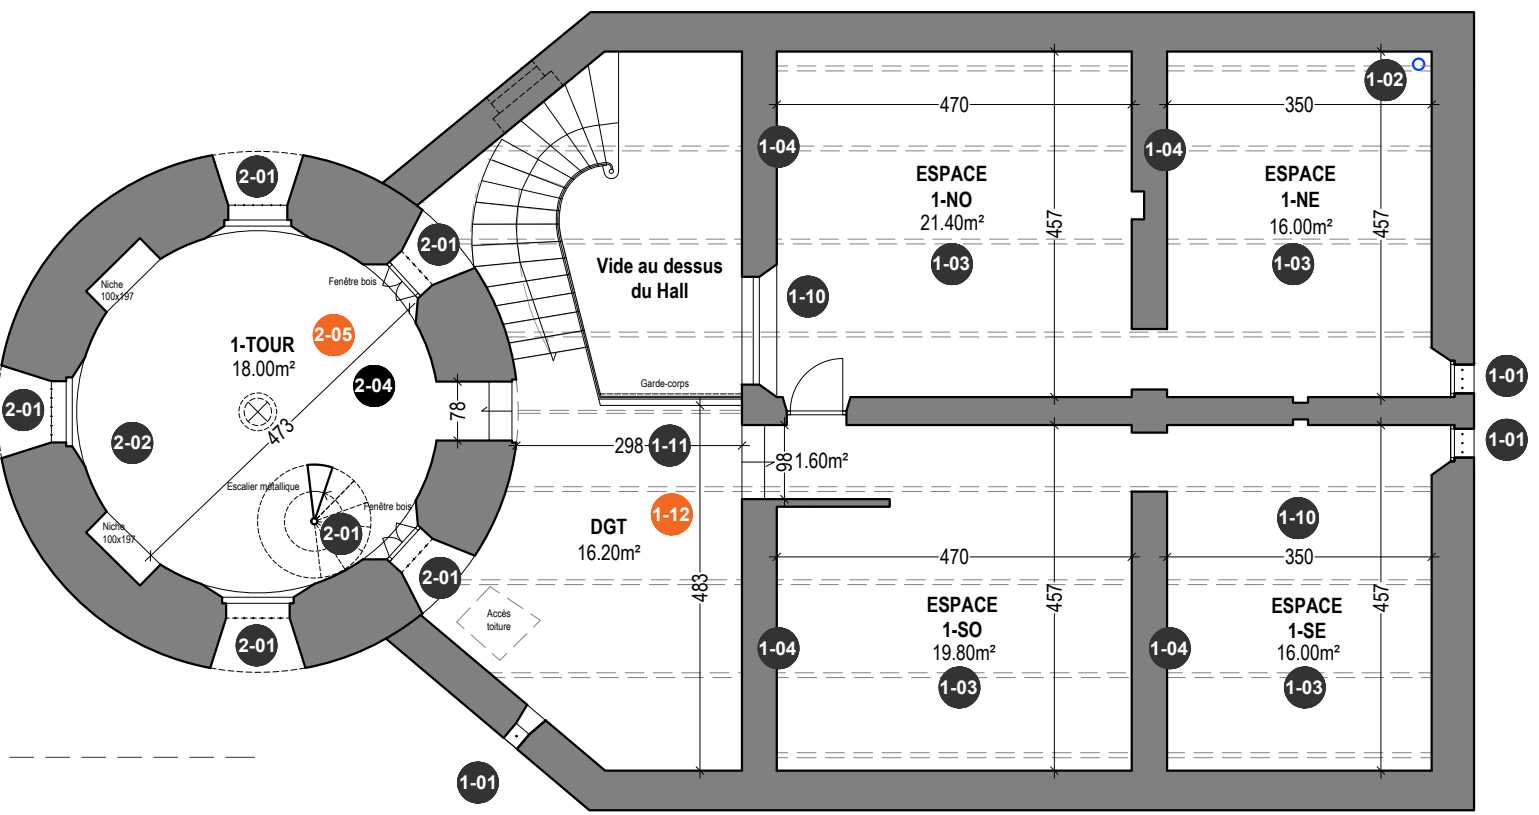 1-02
470
350
1-04
1-04
ESPACE
1-NO
21.40m²
ESPACE
1-NE
16.00m²
457
457
1-03
1-03
2-01
2-01
Vide au dessus
du Hall
1-10
Niche
100x197
Fenêtre bois
2-05
1-TOUR
18.00m²
2-04
Garde-corps
1-01
2-01
78
473
2-02
298
1-11
98
1.60m²
1-01
Escalier métallique
Fenêtre bois
Niche
100x197
2-01
1-12
DGT
16.20m²
1-10
470
350
2-01
483
457
457
Accès
toiture
ESPACE
1-SO
19.80m²
ESPACE
1-SE
16.00m²
2-01
1-04
1-04
1-03
1-03
1-01